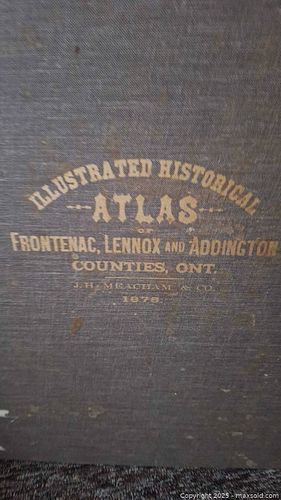 ILLUSTRATED HISTORICAL
ATLAS
OF
FRONTENAC, LENNOX AND ADDINGTON
COUNTIES, ONT.
J.H. MEACHAM & CO.
1878
Copyright 2025 - maxsold.com